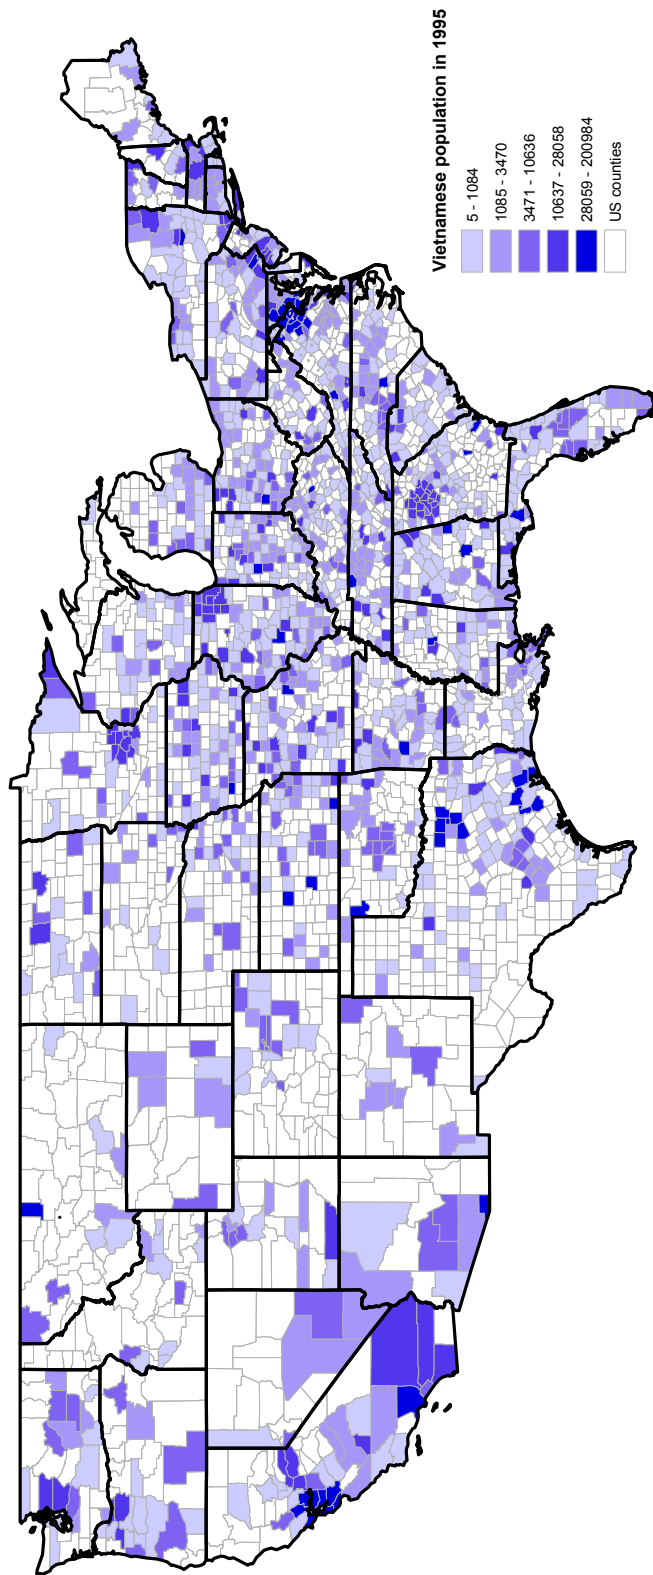 Vietnamese population in 1995
5 - 1084
1085 - 3470
3471 - 10636
10637 - 28058
28059 - 200984
US counties